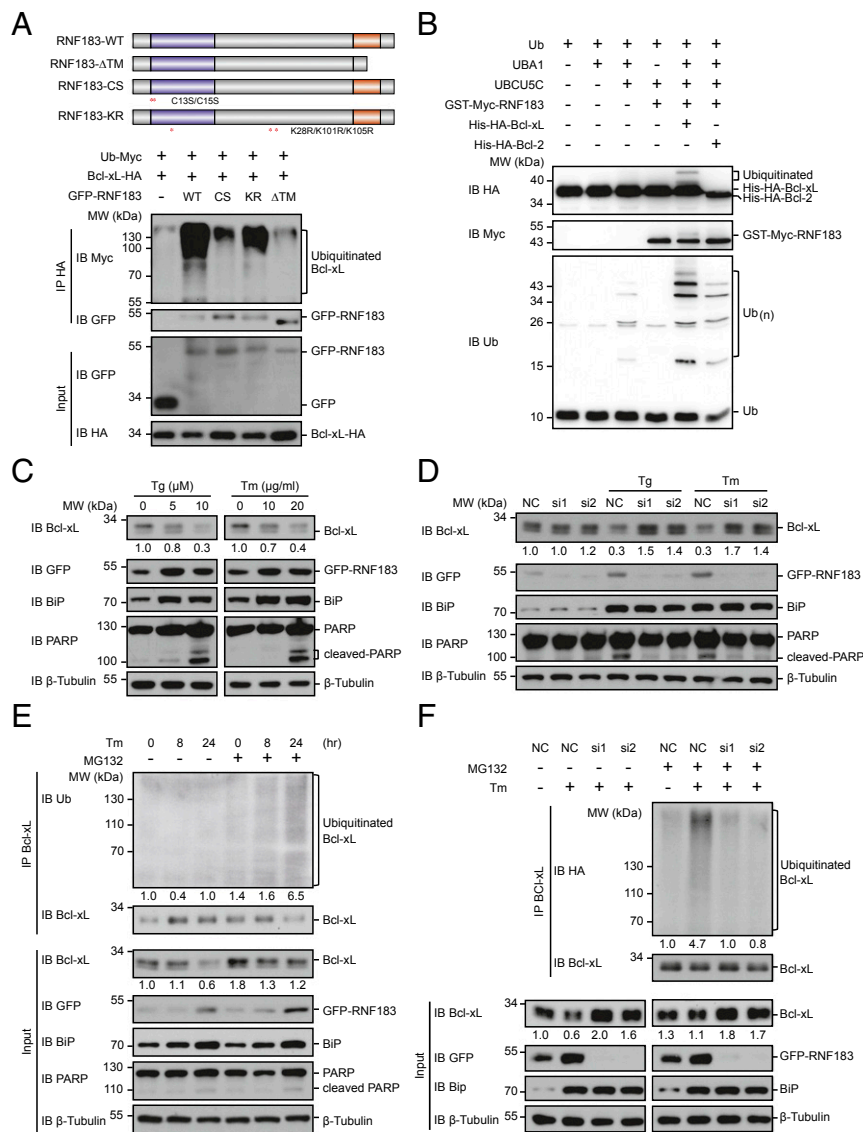 A
RNF183-WT
RNF183-ΔTM
RNF183-CS
** C13S/C15S
RNF183-KR
* * * K28R/K101R/K105R
Ub-Myc + + + + +
Bcl-xL-HA + + + + +
GFP-RNF183 - WT CS KR ΔTM
MW (kDa)
IP HA
IB Myc
130
100
70
55
Ubiquitinated
Bcl-xL
IB GFP
55
GFP-RNF183
Input
IB GFP
55
GFP-RNF183
34
GFP
IB HA
34
Bcl-xL-HA
B
Ub + + + + + +
UBA1 - + + + + +
UBCU5C - - + + + +
GST-Myc-RNF183 - - - + + +
His-HA-Bcl-xL - - - - + -
His-HA-Bcl-2 - - - - - +
MW (kDa)
IB HA
40
34
Ubiquitinated
His-HA-Bcl-xL
His-HA-Bcl-2
IB Myc
55
43
GST-Myc-RNF183
IB Ub
43
34
26
15
10
Ub(n)
Ub
C
Tg (μM) Tm (μg/ml)
MW (kDa) 0 5 10 0 10 20
IB Bcl-xL 34 Bcl-xL
1.0 0.8 0.3 1.0 0.7 0.4
IB GFP 55 GFP-RNF183
IB BiP 70 BiP
IB PARP 130 PARP
100 cleaved-PARP
IB β-Tubulin 55 β-Tubulin
D
Tg Tm
MW (kDa) NC si1 si2 NC si1 si2 NC si1 si2
IB Bcl-xL 34 Bcl-xL
1.0 1.0 1.2 0.3 1.5 1.4 0.3 1.7 1.4
IB GFP 55 GFP-RNF183
IB BiP 70 BiP
IB PARP 130 PARP
100 cleaved-PARP
IB β-Tubulin 55 β-Tubulin
E
Tm 0 8 24 0 8 24 (hr)
MG132 - - - + + +
MW (kDa)
IP Bcl-xL
IB Ub
130
110
70
Ubiquitinated
Bcl-xL
1.0 0.4 1.0 1.4 1.6 6.5
IB Bcl-xL 34 Bcl-xL
Input
IB Bcl-xL 34 Bcl-xL
1.0 1.1 0.6 1.8 1.3 1.2
IB GFP 55 GFP-RNF183
IB BiP 70 BiP
IB PARP 130 PARP
110 cleaved PARP
IB β-Tubulin 55 β-Tubulin
F
NC NC si1 si2 NC NC si1 si2
MG132 - - - - + + + +
Tm - + + + - + + +
MW (kDa)
IP BCl-xL
IB HA
130
110
70
Ubiquitinated
Bcl-xL
1.0 4.7 1.0 0.8
IB Bcl-xL 34 Bcl-xL
Input
IB Bcl-xL 34 Bcl-xL
1.0 0.6 2.0 1.6 1.3 1.1 1.8 1.7
IB GFP 55 GFP-RNF183
IB Bip 70 BiP
IB β-Tubulin 55 β-Tubulin